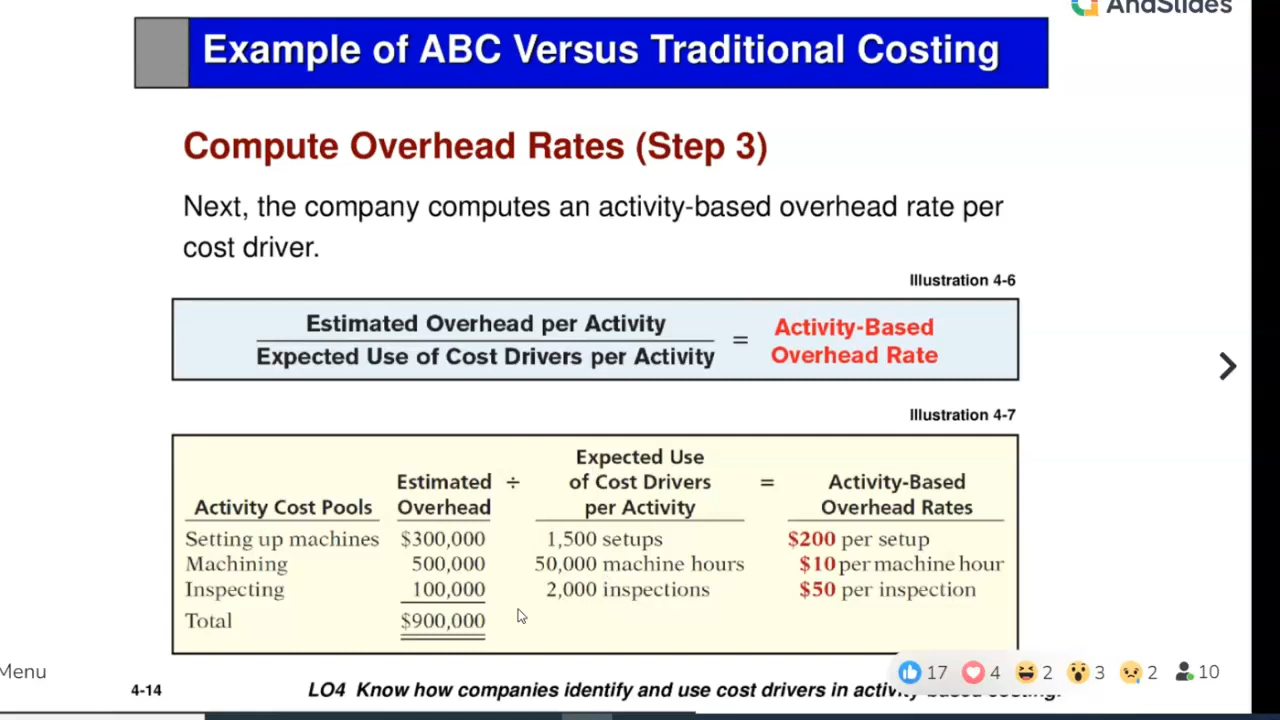 AhaSlides
Example of ABC Versus Traditional Costing
Compute Overhead Rates (Step 3)
Next, the company computes an activity-based overhead rate per
cost driver.
Illustration 4-6
Estimated Overhead per Activity
Expected Use of Cost Drivers per Activity
=
Activity-Based
Overhead Rate
Illustration 4-7
Expected Use
Estimated ÷ of Cost Drivers = Activity-Based
Activity Cost Pools Overhead per Activity Overhead Rates
Setting up machines $300,000 1,500 setups $200 per setup
Machining 500,000 50,000 machine hours $10 per machine hour
Inspecting 100,000 2,000 inspections $50 per inspection
Total $900,000
Menu
17 4 2 3 2 10
4-14 LO4 Know how companies identify and use cost drivers in activity-based costing.